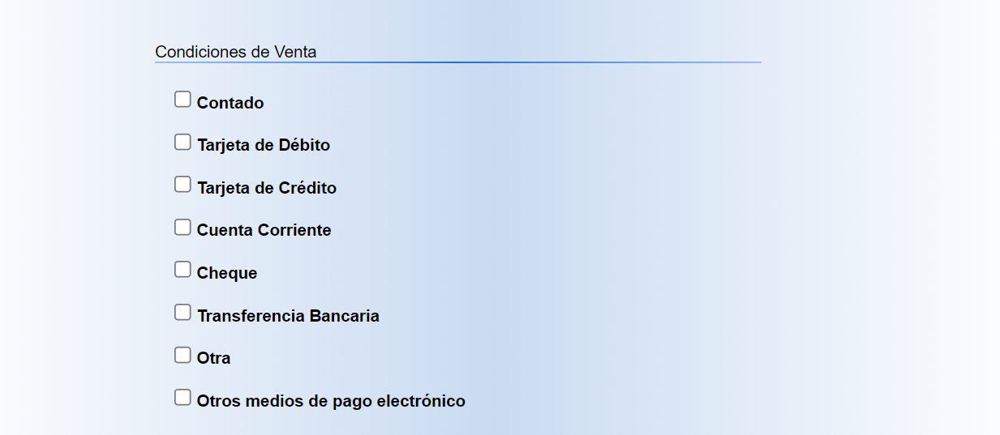 Condiciones de Venta
Contado
Tarjeta de Débito
Tarjeta de Crédito
Cuenta Corriente
Cheque
Transferencia Bancaria
Otra
Otros medios de pago electrónico